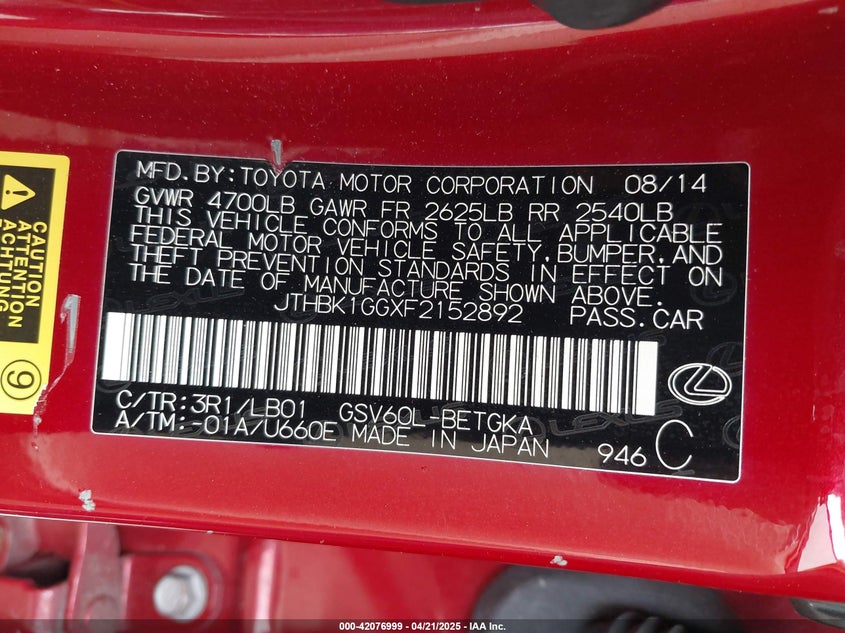 MFD.BY:TOYOTA MOTOR CORPORATION 08/14
GVWR 4700LB GAWR FR 2625LB RR 2540LB
THIS VEHICLE CONFORMS TO ALL APPLICABLE
FEDERAL MOTOR VEHICLE SAFETY,BUMPER,AND
THEFT PREVENTION STANDARDS IN EFFECT ON
THE DATE OF MANUFACTURE SHOWN ABOVE.
JTHBK1GGXF2152892 PASS.CAR
C/TR:3R1/LB01 GSV60L-BETGKA
A/TM:-01A/U660E MADE IN JAPAN
946 C
CAUTION
ATTENTION
ACHTUNG
9
000-42076999 - 04/21/2025 - IAA, Inc.